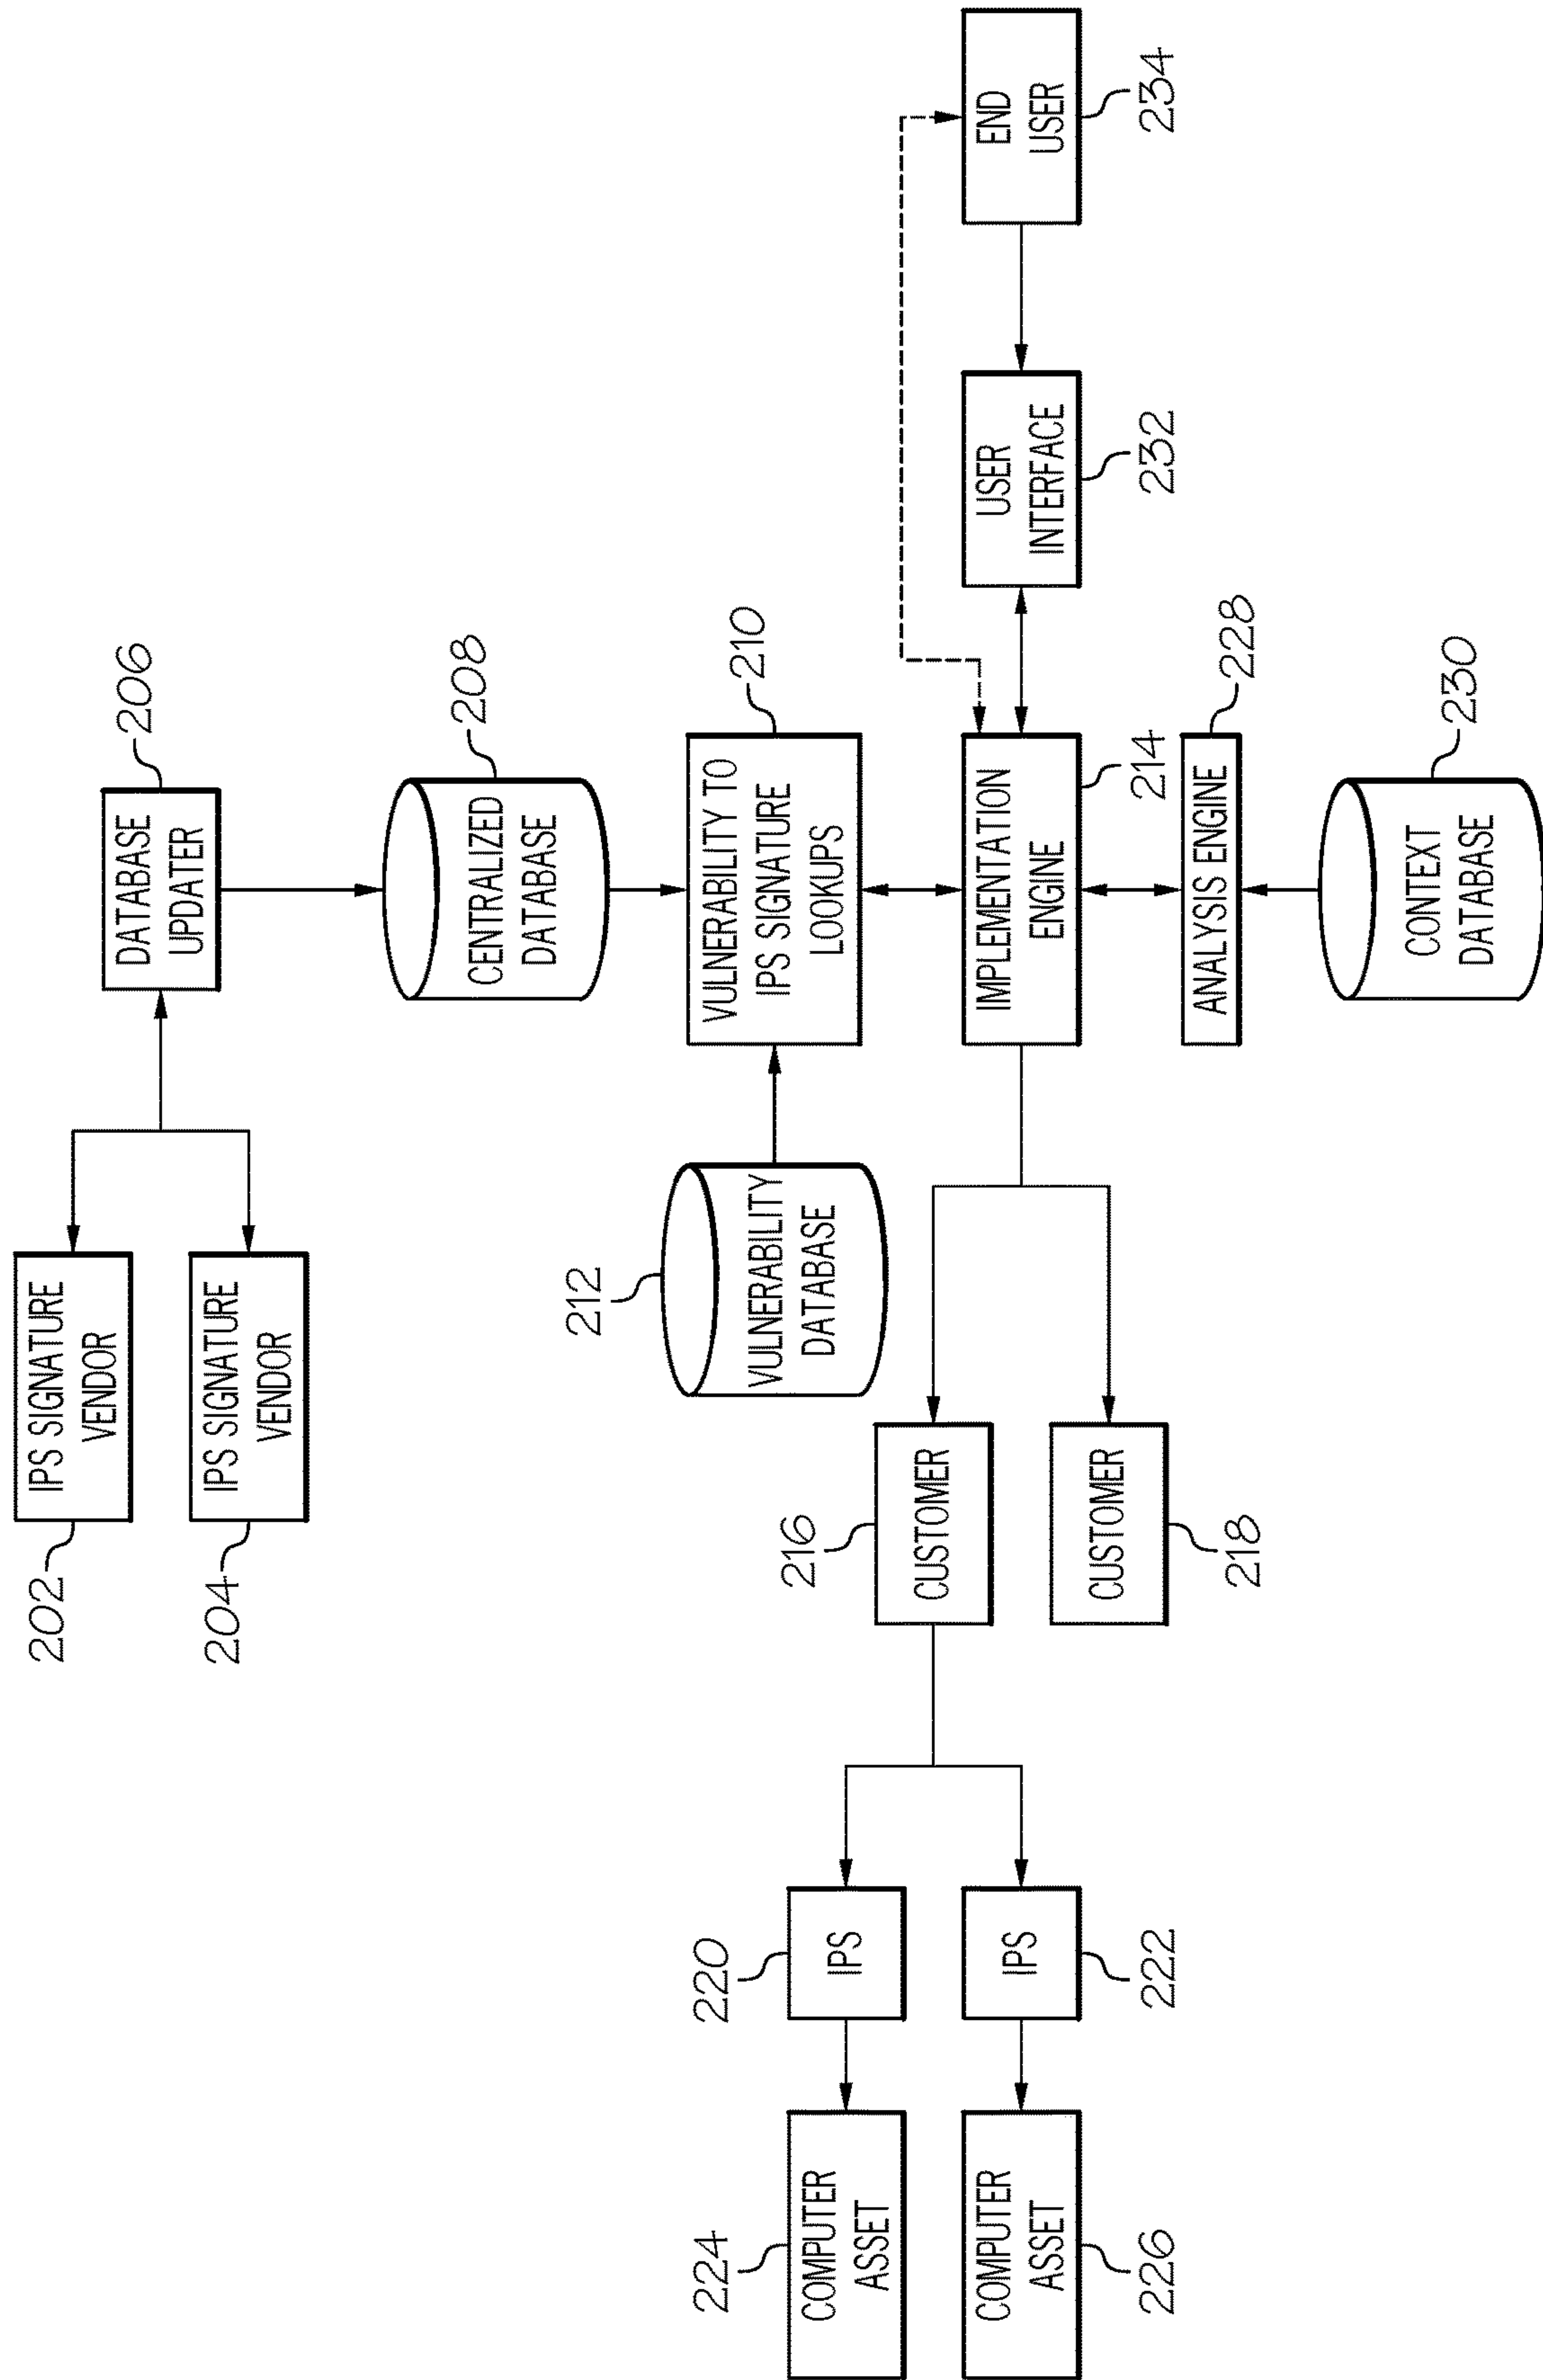 202
IPS SIGNATURE
VENDOR
204
IPS SIGNATURE
VENDOR
206
DATABASE
UPDATER
208
CENTRALIZED
DATABASE
212
VULNERABILITY
DATABASE
210
VULNERABILITY TO
IPS SIGNATURE
LOOKUPS
224
COMPUTER
ASSET
220
IPS
216
CUSTOMER
IMPLEMENTATION
ENGINE
214
USER
INTERFACE
232
END
USER
234
COMPUTER
ASSET
226
IPS
222
CUSTOMER
218
228
ANALYSIS ENGINE
230
CONTEXT
DATABASE